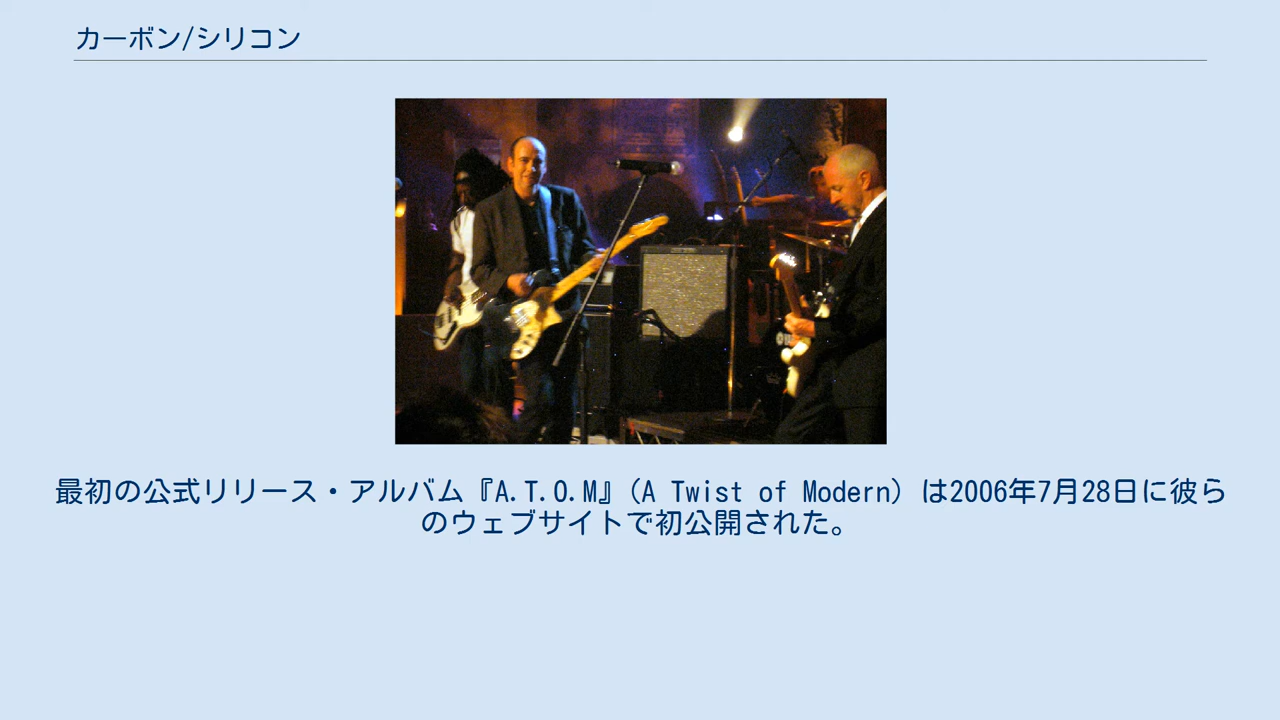 カーボン/シリコン
最初の公式リリース・アルバム『A.T.O.M』(A Twist of Modern) は2006年7月28日に彼ら
のウェブサイトで初公開された。